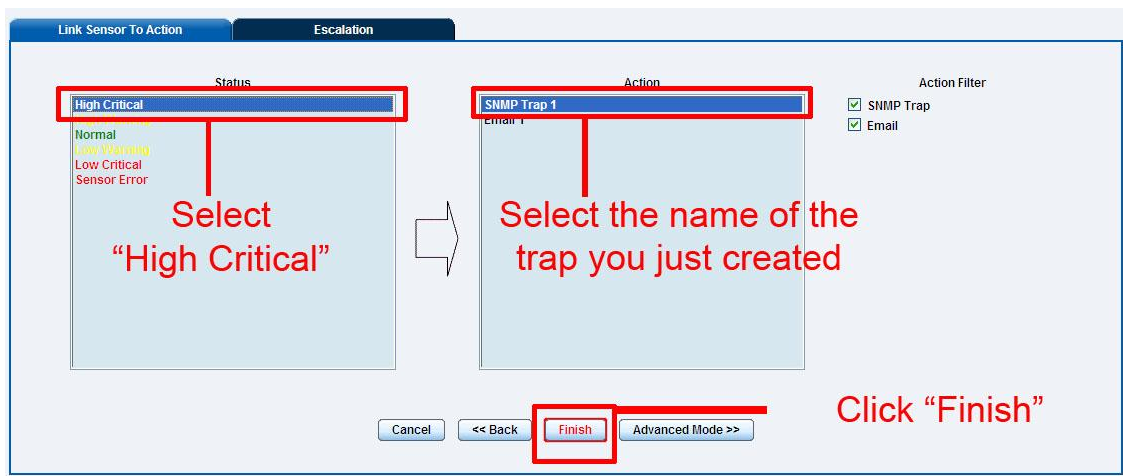 Link Sensor To Action
Escalation
Status
Action
Action Filter
High Critical
SNMP Trap 1
SNMP Trap
Email 1
Email
Normal
Low Warning
Low Critical
Sensor Error
Select
“High Critical”
Select the name of the
trap you just created
Click “Finish”
Cancel
<< Back
Finish
Advanced Mode >>